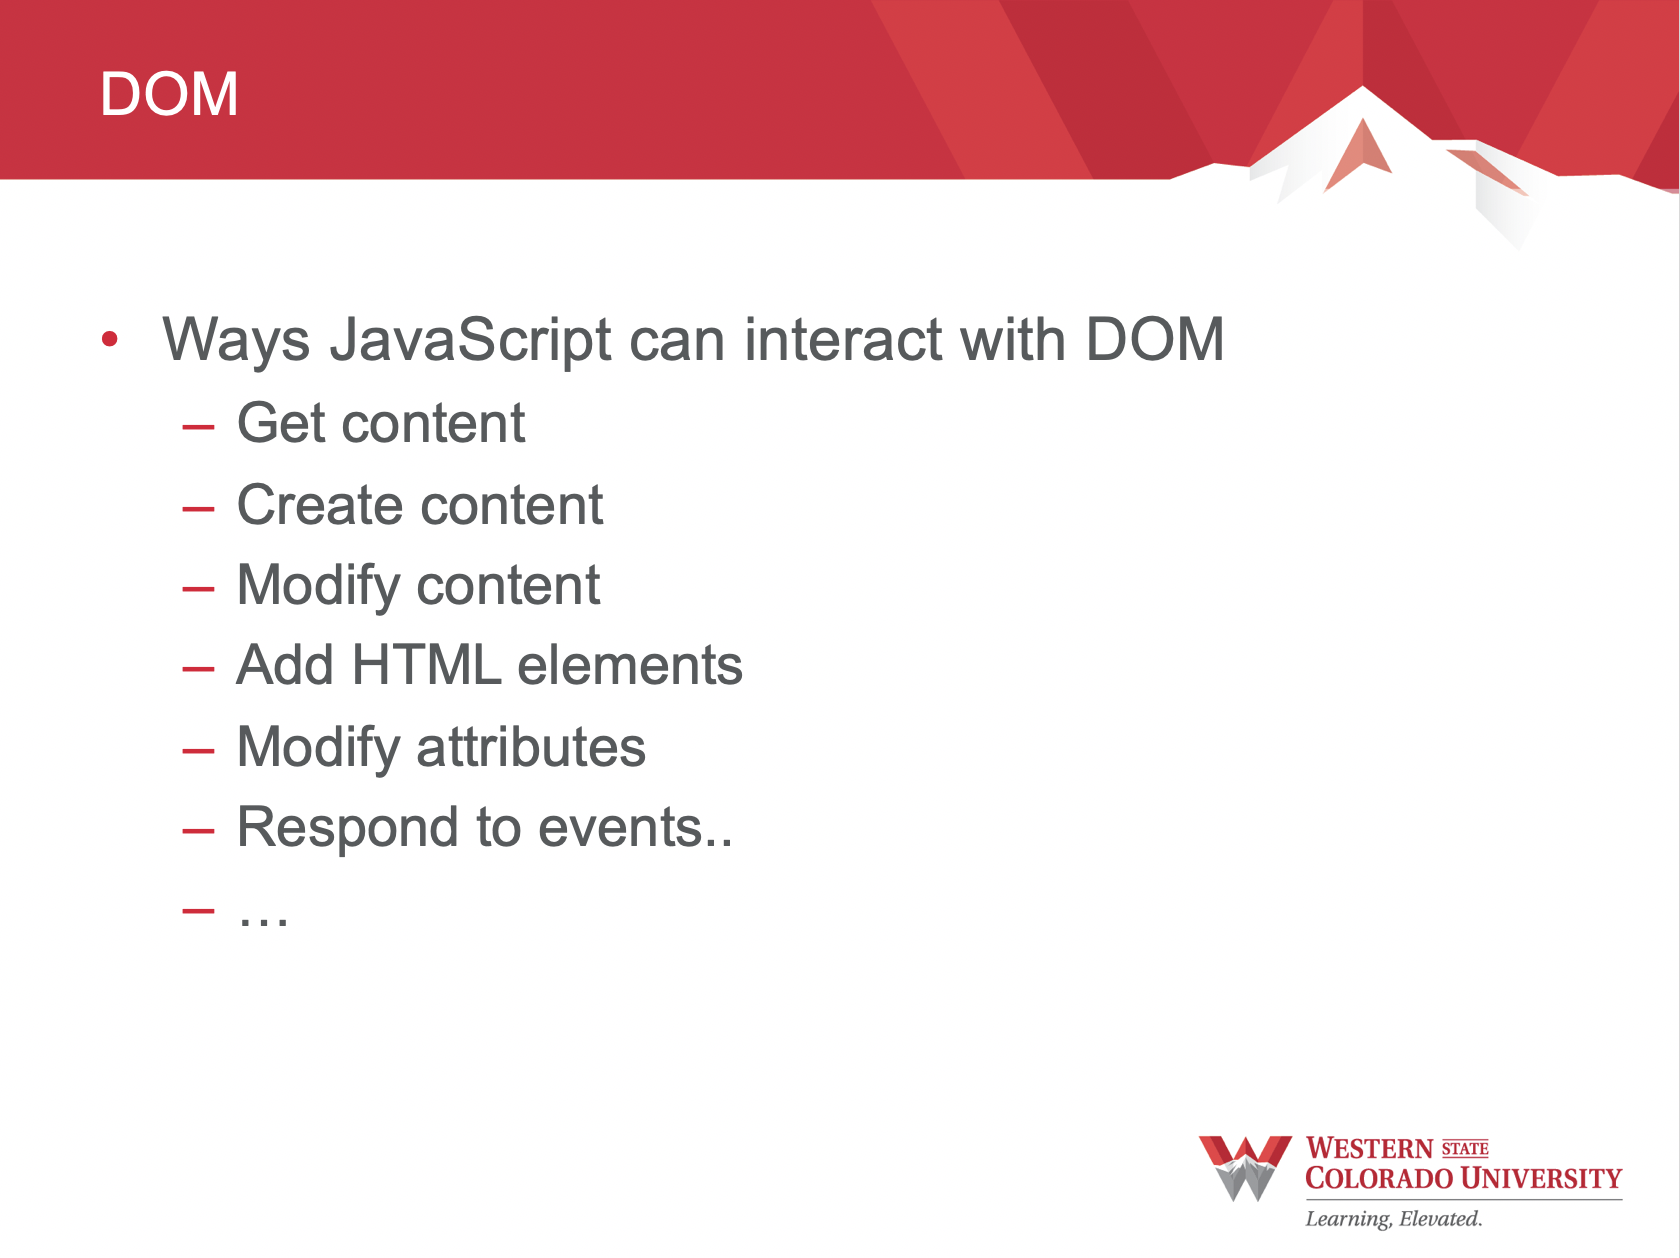 DOM
• Ways JavaScript can interact with DOM
– Get content
– Create content
– Modify content
– Add HTML elements
– Modify attributes
– Respond to events..
– …
WESTERN STATE
COLORADO UNIVERSITY
Learning, Elevated.